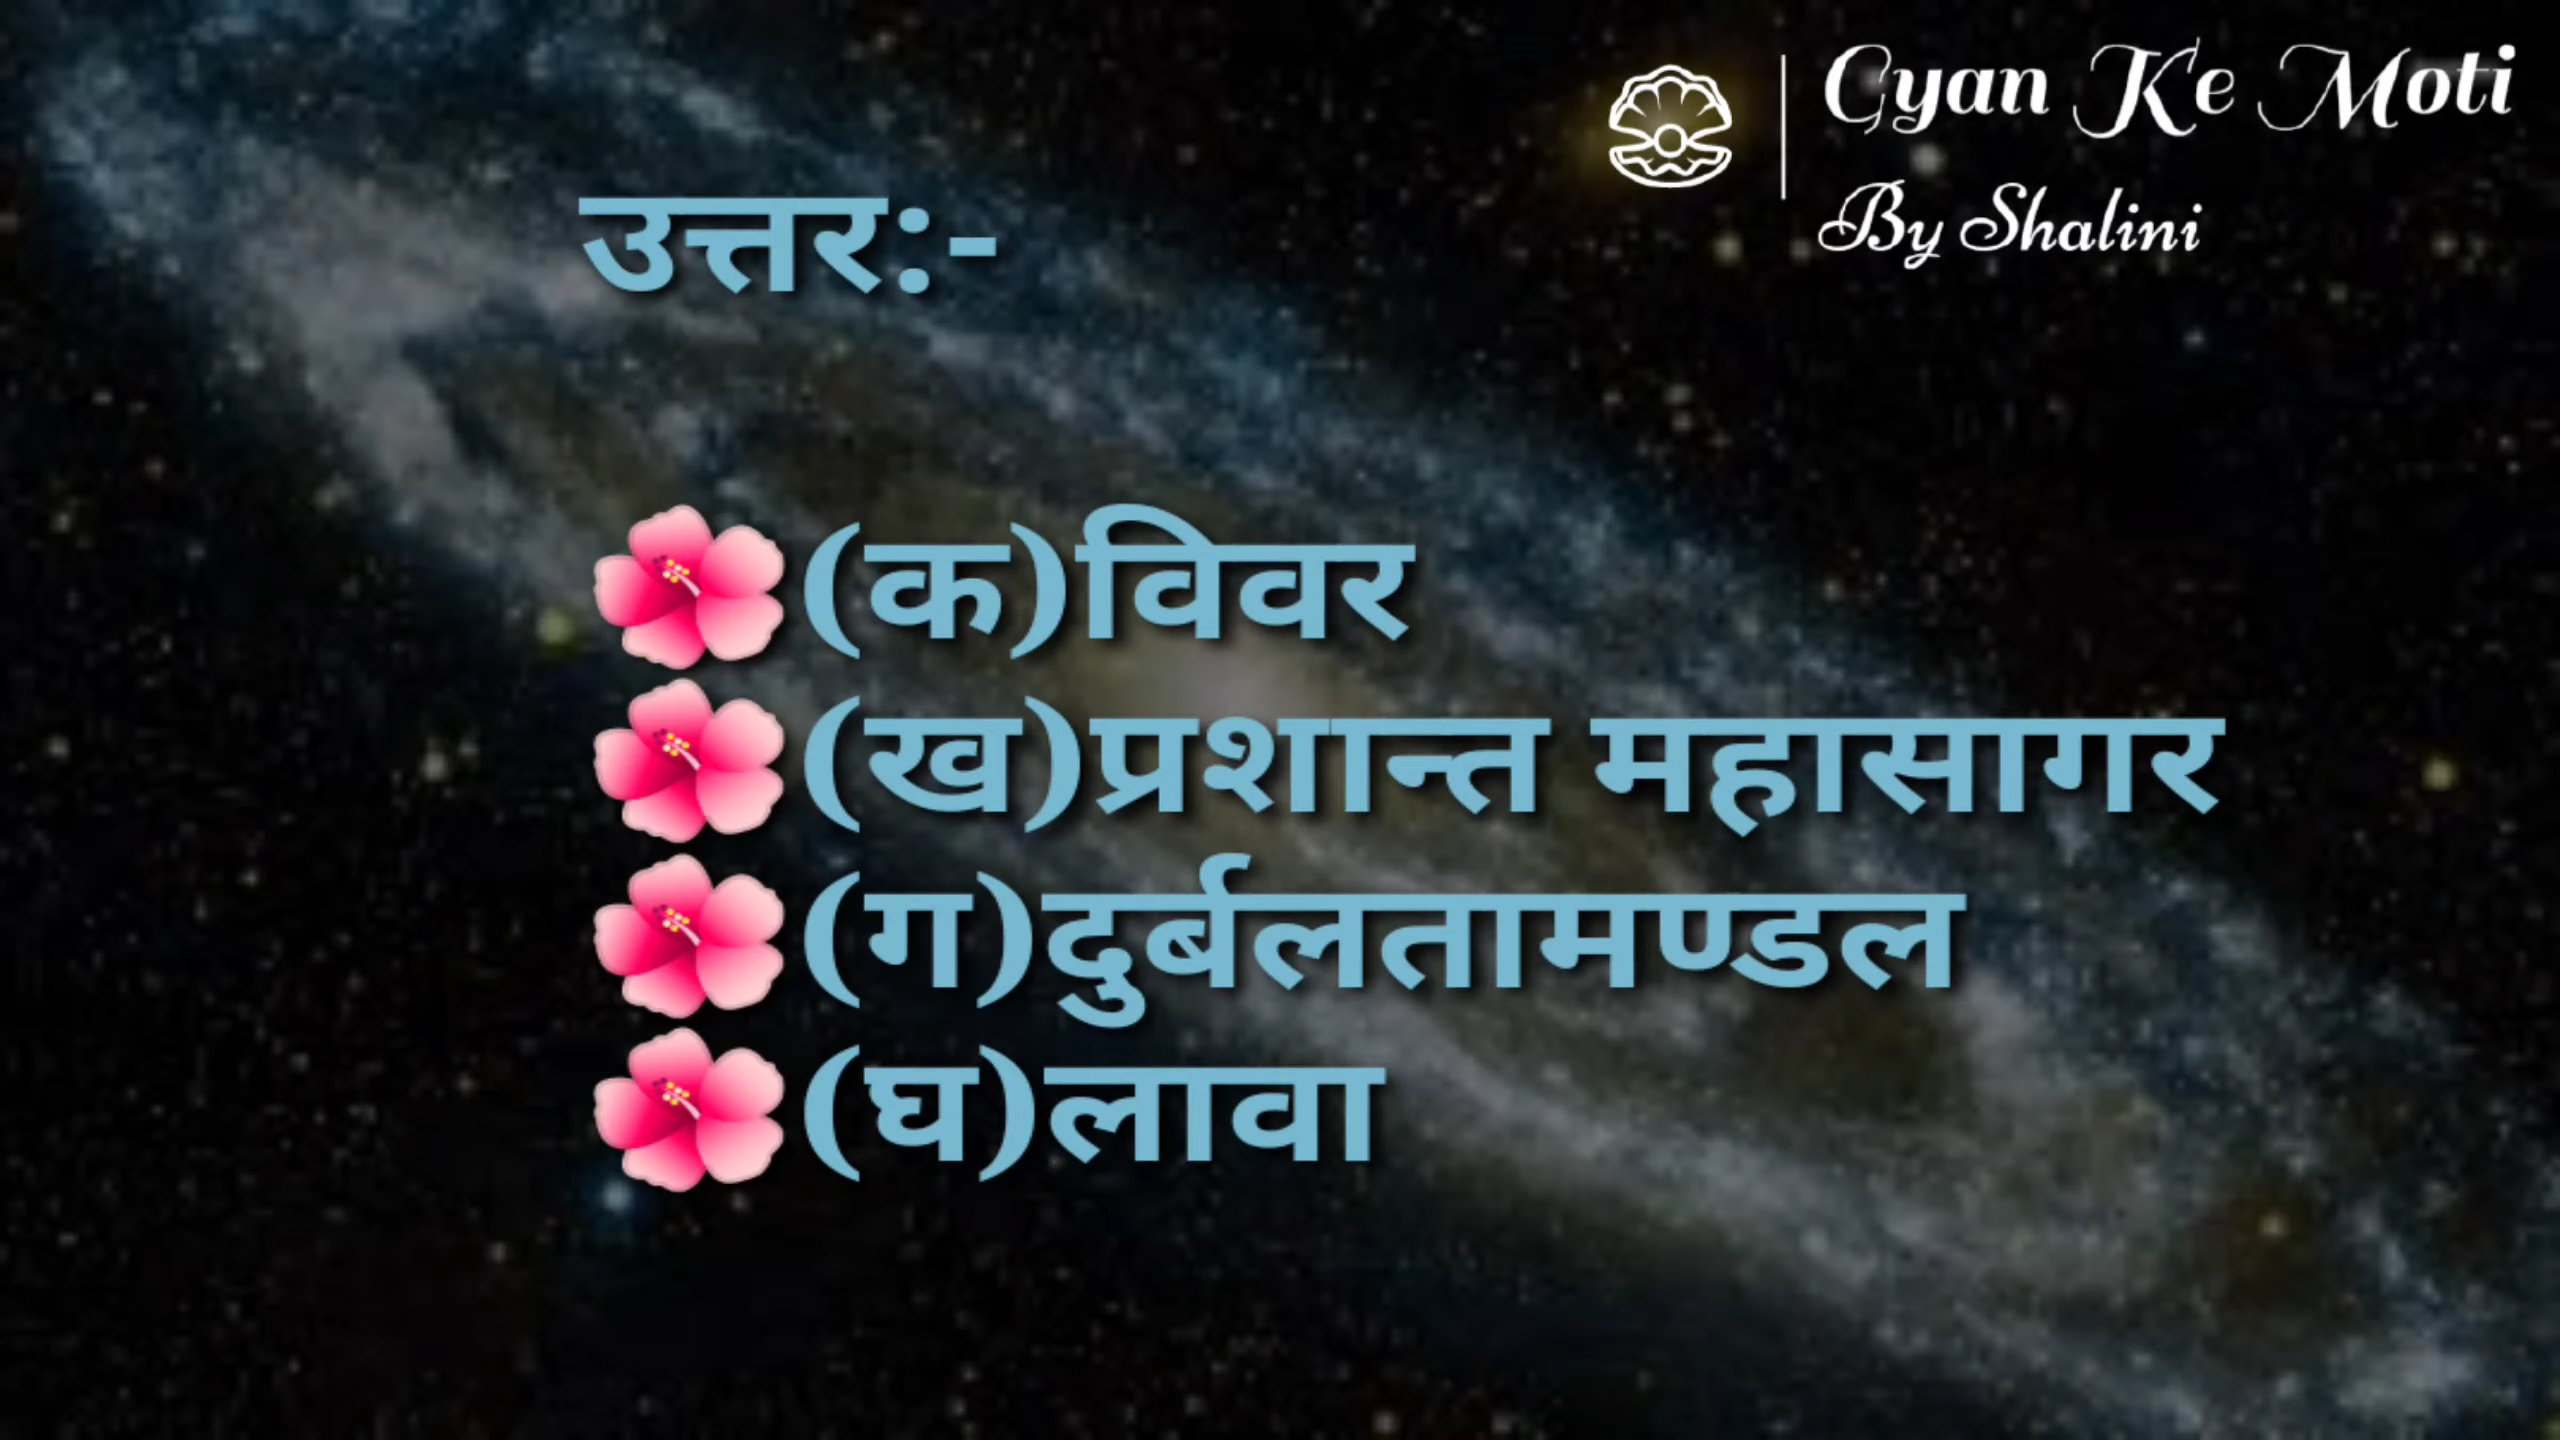 Gyan Ke Moti
By Shalini
उत्तर:-
(क)विवर
(ख)प्रशान्त महासागर
(ग)दुर्बलतामण्डल
(घ)लावा